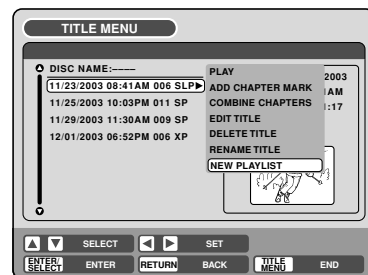 TITLE MENU
DISC NAME:----
11/23/2003 08:41AM 006 SLP
11/25/2003 10:03PM 011 SP
11/29/2003 11:30AM 009 SP
12/01/2003 06:52PM 006 XP
PLAY
ADD CHAPTER MARK
COMBINE CHAPTERS
EDIT TITLE
DELETE TITLE
RENAME TITLE
NEW PLAYLIST
2003
AM
:17
SELECT SET
ENTER/SELECT ENTER RETURN BACK TITLE MENU END